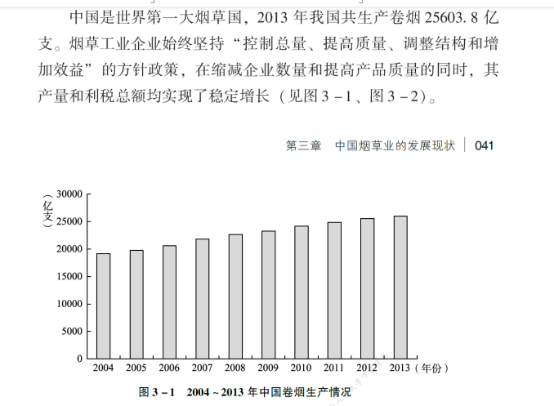 中国是世界第一大烟草国，2013 年我国共生产卷烟 25603.8 亿
支。烟草工业企业始终坚持“控制总量、提高质量、调整结构和增
加效益”的方针政策，在缩减企业数量和提高产品质量的同时，其
产量和利税总额均实现了稳定增长（见图 3－1、图 3－2）。
第三章 中国烟草业的发展现状 041
（亿支）
30000
25000
20000
15000
10000
5000
0
2004 2005 2006 2007 2008 2009 2010 2011 2012 2013（年份）
图 3－1 2004～2013 年中国卷烟生产情况